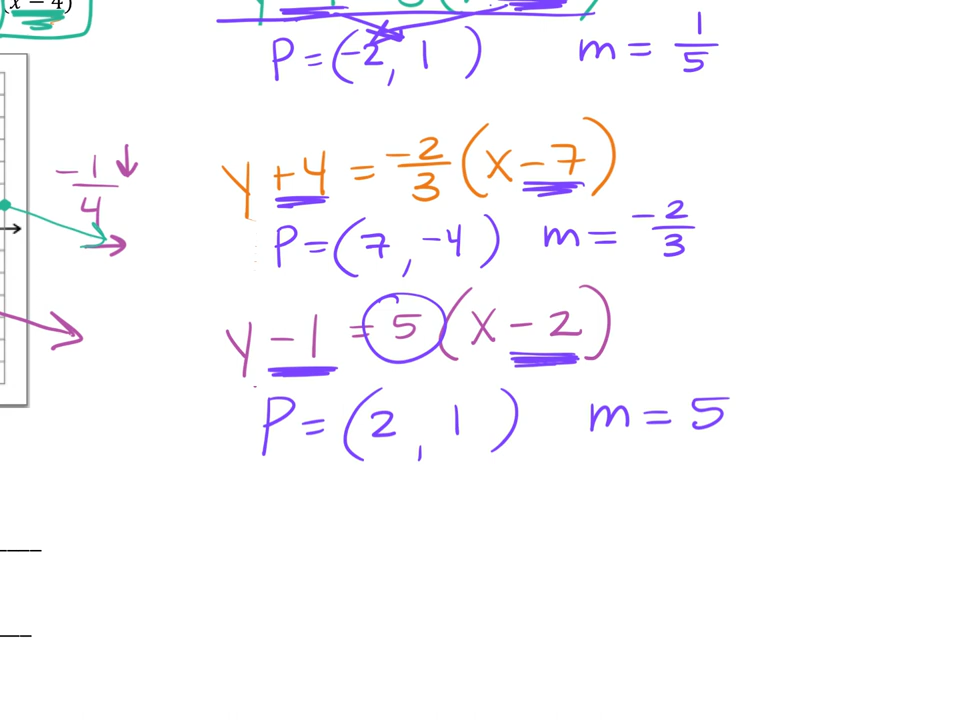 (x − 4)
P = (-2, 1) m = 1/5
-1/4
y + 4 = -2/3 (x - 7)
P = (7, -4) m = -2/3
y - 1 = 5 (x - 2)
P = (2, 1) m = 5